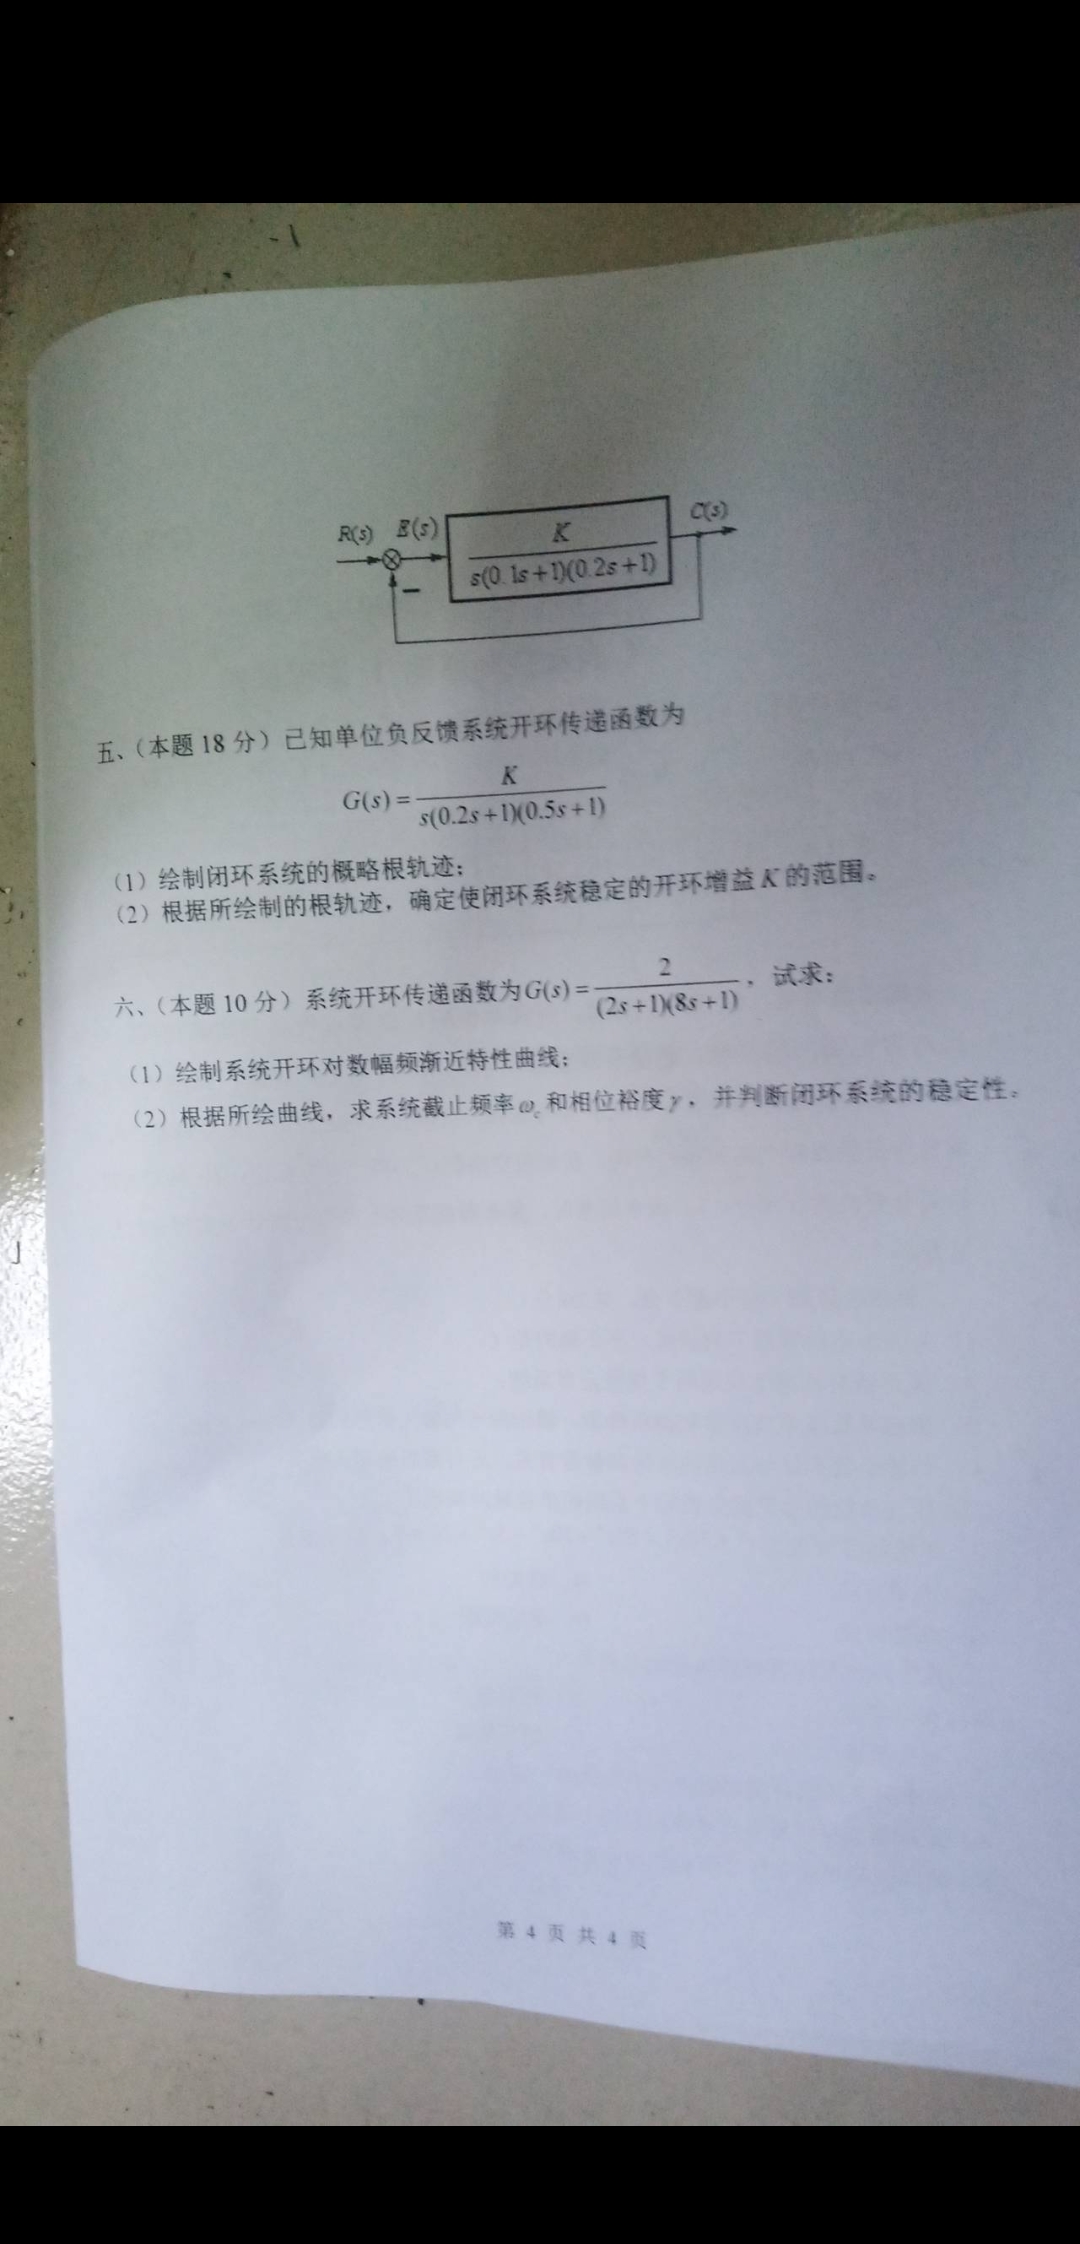 R(s) E(s) K C(s)
s(0.1s+1)(0.2s+1)
−
五、（本题 18 分）已知单位负反馈系统开环传递函数为
G(s)= K
s(0.2s+1)(0.5s+1)
（1）绘制闭环系统的概略根轨迹；
（2）根据所绘制的根轨迹，确定使闭环系统稳定的开环增益 K 的范围。
六、（本题 10 分）系统开环传递函数为 G(s)= 2 ，试求：
(2s+1)(8s+1)
（1）绘制系统开环对数幅频渐近特性曲线；
（2）根据所绘曲线，求系统截止频率 ω_c 和相位裕度 γ，并判断闭环系统的稳定性。
第 4 页 共 4 页